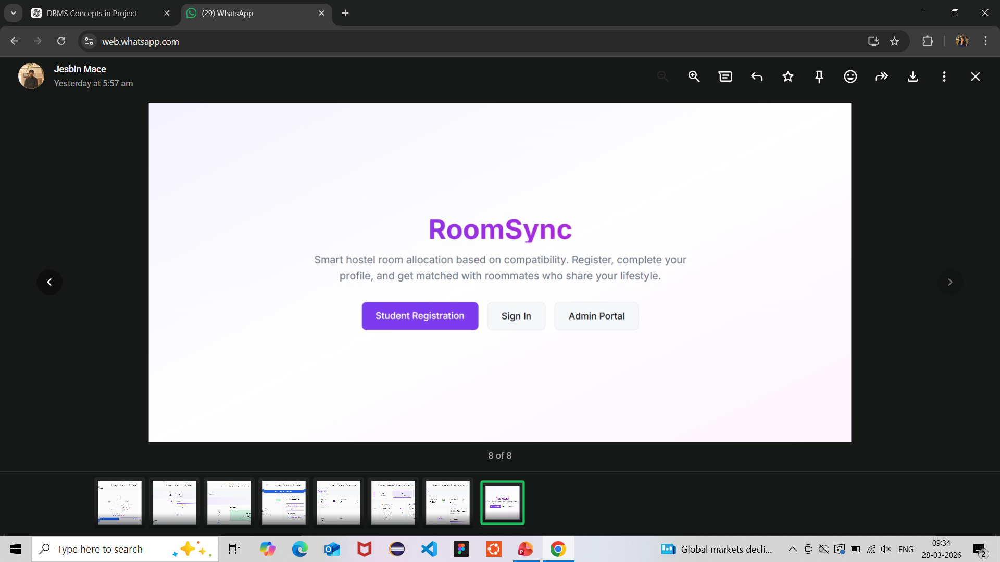 DBMS Concepts in Project
(29) WhatsApp
web.whatsapp.com
Jesbin Mace
Yesterday at 5:57 am
RoomSync
Smart hostel room allocation based on compatibility. Register, complete your
profile, and get matched with roommates who share your lifestyle.
Student Registration
Sign In
Admin Portal
8 of 8
RoomSync
Type here to search
Global markets decli...
ENG
09:34
28-03-2026
2